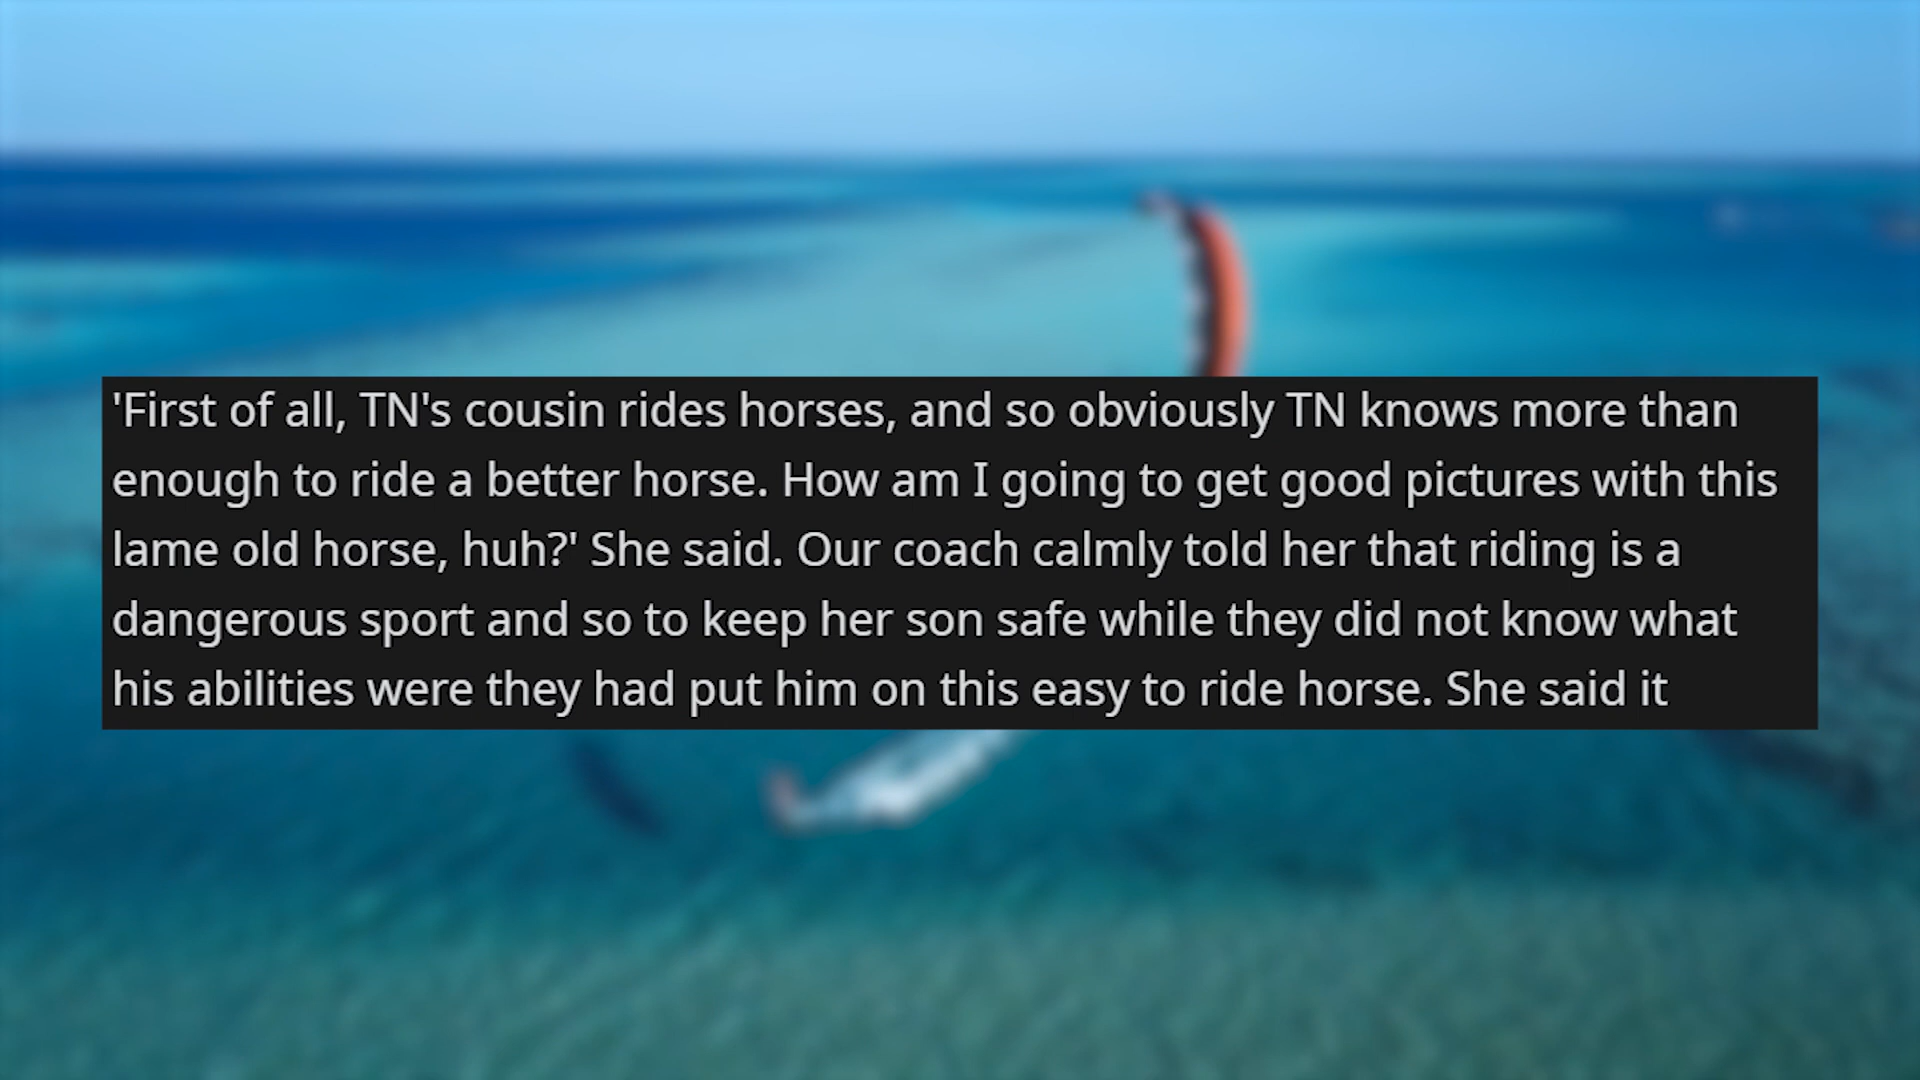 'First of all, TN's cousin rides horses, and so obviously TN knows more than
enough to ride a better horse. How am I going to get good pictures with this
lame old horse, huh?' She said. Our coach calmly told her that riding is a
dangerous sport and so to keep her son safe while they did not know what
his abilities were they had put him on this easy to ride horse. She said it